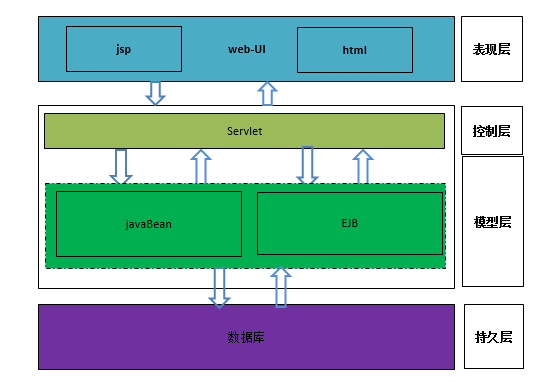 jsp web-UI html 表现层
Servlet 控制层
javaBean EJB 模型层
数据库 持久层